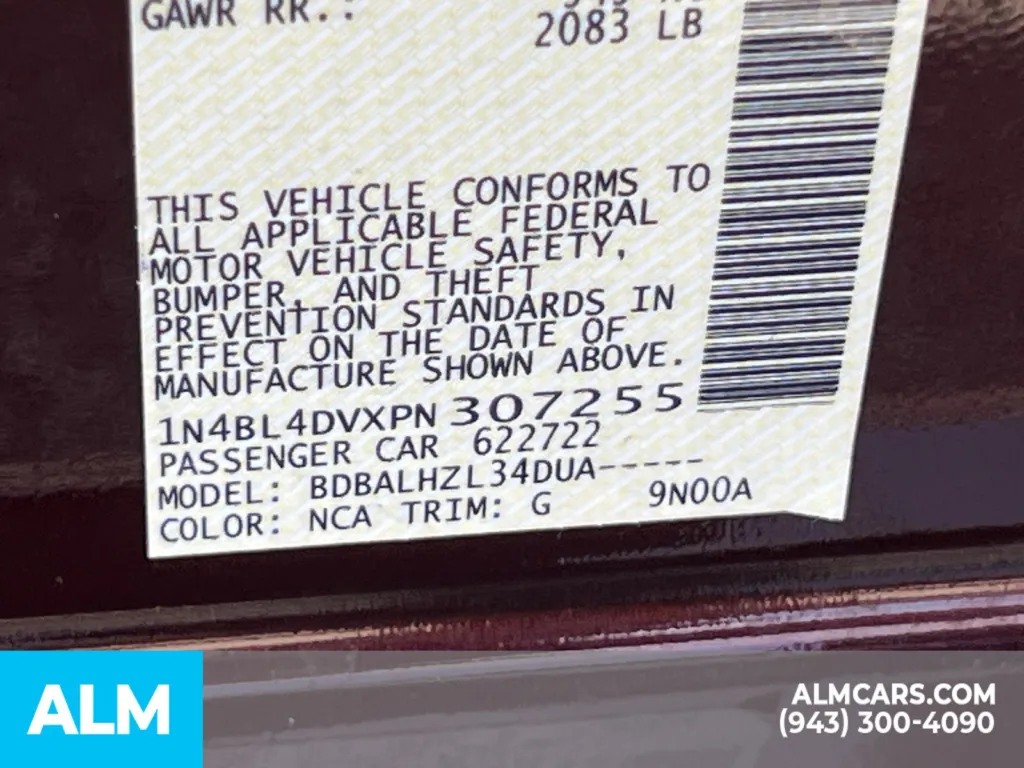 GAWR RR.:
2083 LB
THIS VEHICLE CONFORMS TO
ALL APPLICABLE FEDERAL
MOTOR VEHICLE SAFETY,
BUMPER, AND THEFT
PREVENTION STANDARDS IN
EFFECT ON THE DATE OF
MANUFACTURE SHOWN ABOVE.
1N4BL4DVXPN 307255
PASSENGER CAR 622722
MODEL: BDBALHZL34DUA-----
COLOR: NCA TRIM: G 9N00A
ALM
ALMCARS.COM
(943) 300-4090